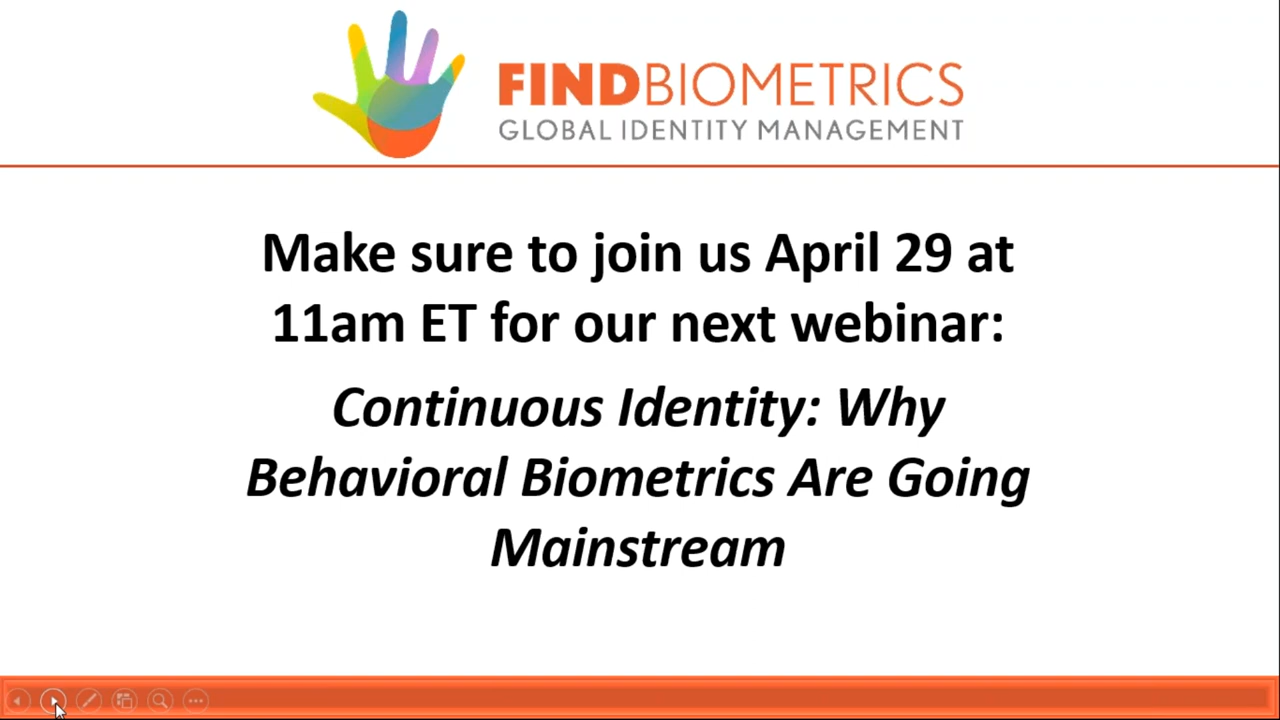 FINDBIOMETRICS
GLOBAL IDENTITY MANAGEMENT
Make sure to join us April 29 at
11am ET for our next webinar:
Continuous Identity: Why
Behavioral Biometrics Are Going
Mainstream